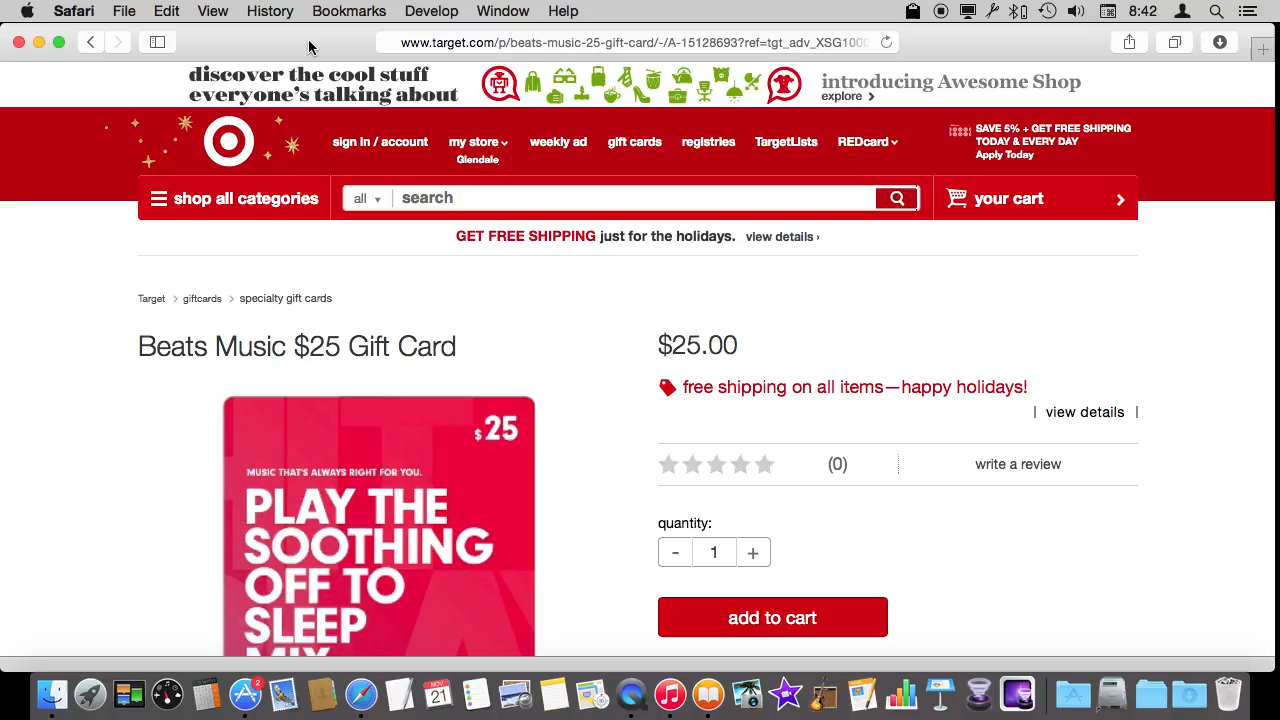 Safari File Edit View History Bookmarks Develop Window Help 8:42
www.target.com/p/beats-music-25-gift-card/-/A-15128693?ref=tgt_adv_XSG1000
discover the cool stuff
everyone's talking about
introducing Awesome Shop
explore >
sign in / account my store weekly ad gift cards registries TargetLists REDcard
Glendale
SAVE 5% + GET FREE SHIPPING
TODAY & EVERY DAY
Apply Today
shop all categories all search your cart
GET FREE SHIPPING just for the holidays. view details ›
Target > giftcards > specialty gift cards
Beats Music $25 Gift Card
$25.00
free shipping on all items—happy holidays!
| view details |
(0) write a review
quantity:
- 1 +
add to cart
$25
MUSIC THAT'S ALWAYS RIGHT FOR YOU.
PLAY THE
SOOTHING
OFF TO
SLEEP
MIX
2
NOV
21